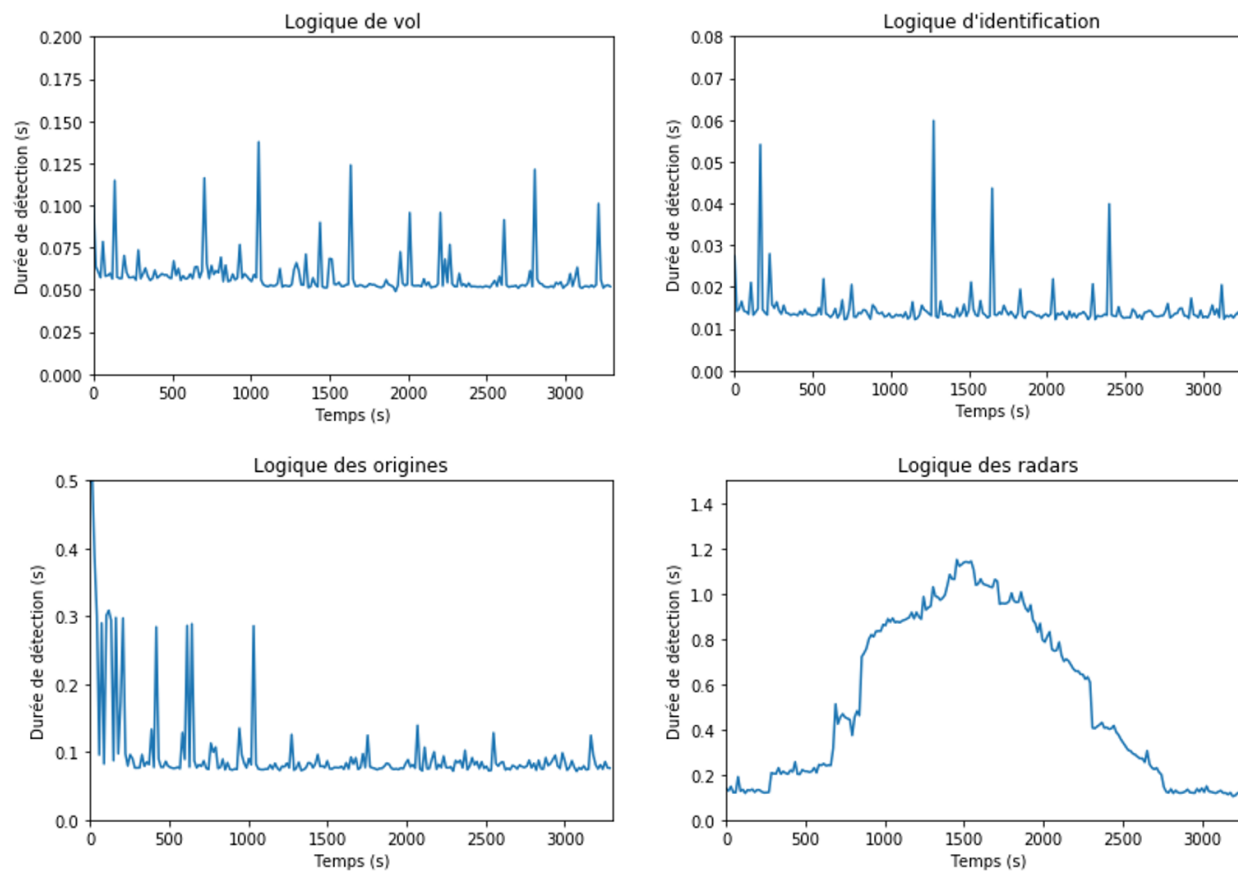 Logique de vol
0.200
0.175
0.150
0.125
0.100
0.075
0.050
0.025
0.000
Durée de détection (s)
0 500 1000 1500 2000 2500 3000
Temps (s)
Logique d'identification
0.08
0.07
0.06
0.05
0.04
0.03
0.02
0.01
0.00
Durée de détection (s)
0 500 1000 1500 2000 2500 3000
Temps (s)
Logique des origines
0.5
0.4
0.3
0.2
0.1
0.0
Durée de détection (s)
0 500 1000 1500 2000 2500 3000
Temps (s)
Logique des radars
1.4
1.2
1.0
0.8
0.6
0.4
0.2
0.0
Durée de détection (s)
0 500 1000 1500 2000 2500 3000
Temps (s)